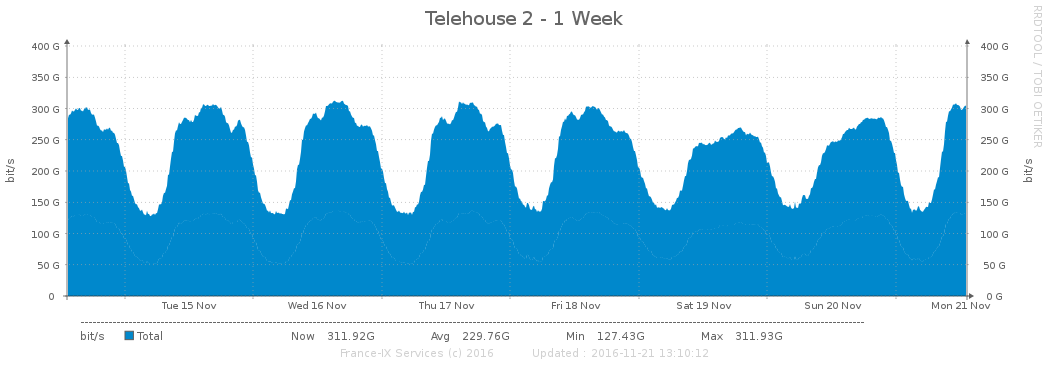 Telehouse 2 - 1 Week
RRDTOOL / TOBI OETIKER
400 G 400 G
350 G 350 G
300 G 300 G
250 G 250 G
200 G 200 G
150 G 150 G
100 G 100 G
50 G 50 G
0 0 G
bit/s bit/s
Tue 15 Nov Wed 16 Nov Thu 17 Nov Fri 18 Nov Sat 19 Nov Sun 20 Nov Mon 21 Nov
bit/s Total Now 311.92G Avg 229.76G Min 127.43G Max 311.93G
France-IX Services (c) 2016 Updated : 2016-11-21 13:10:12